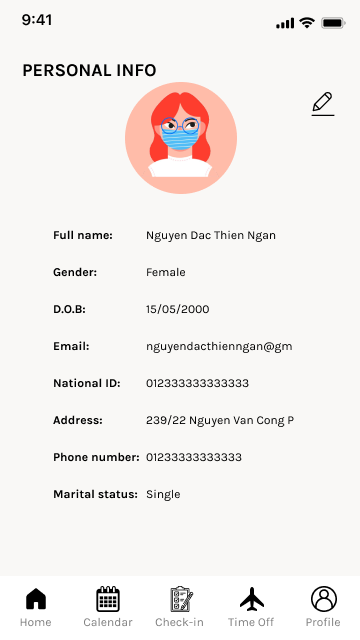 9:41
PERSONAL INFO
Full name: Nguyen Dac Thien Ngan
Gender: Female
D.O.B: 15/05/2000
Email: nguyendacthienngan@gm
National ID: 012333333333333
Address: 239/22 Nguyen Van Cong P
Phone number: 01233333333333
Marital status: Single
Home Calendar Check-in Time Off Profile